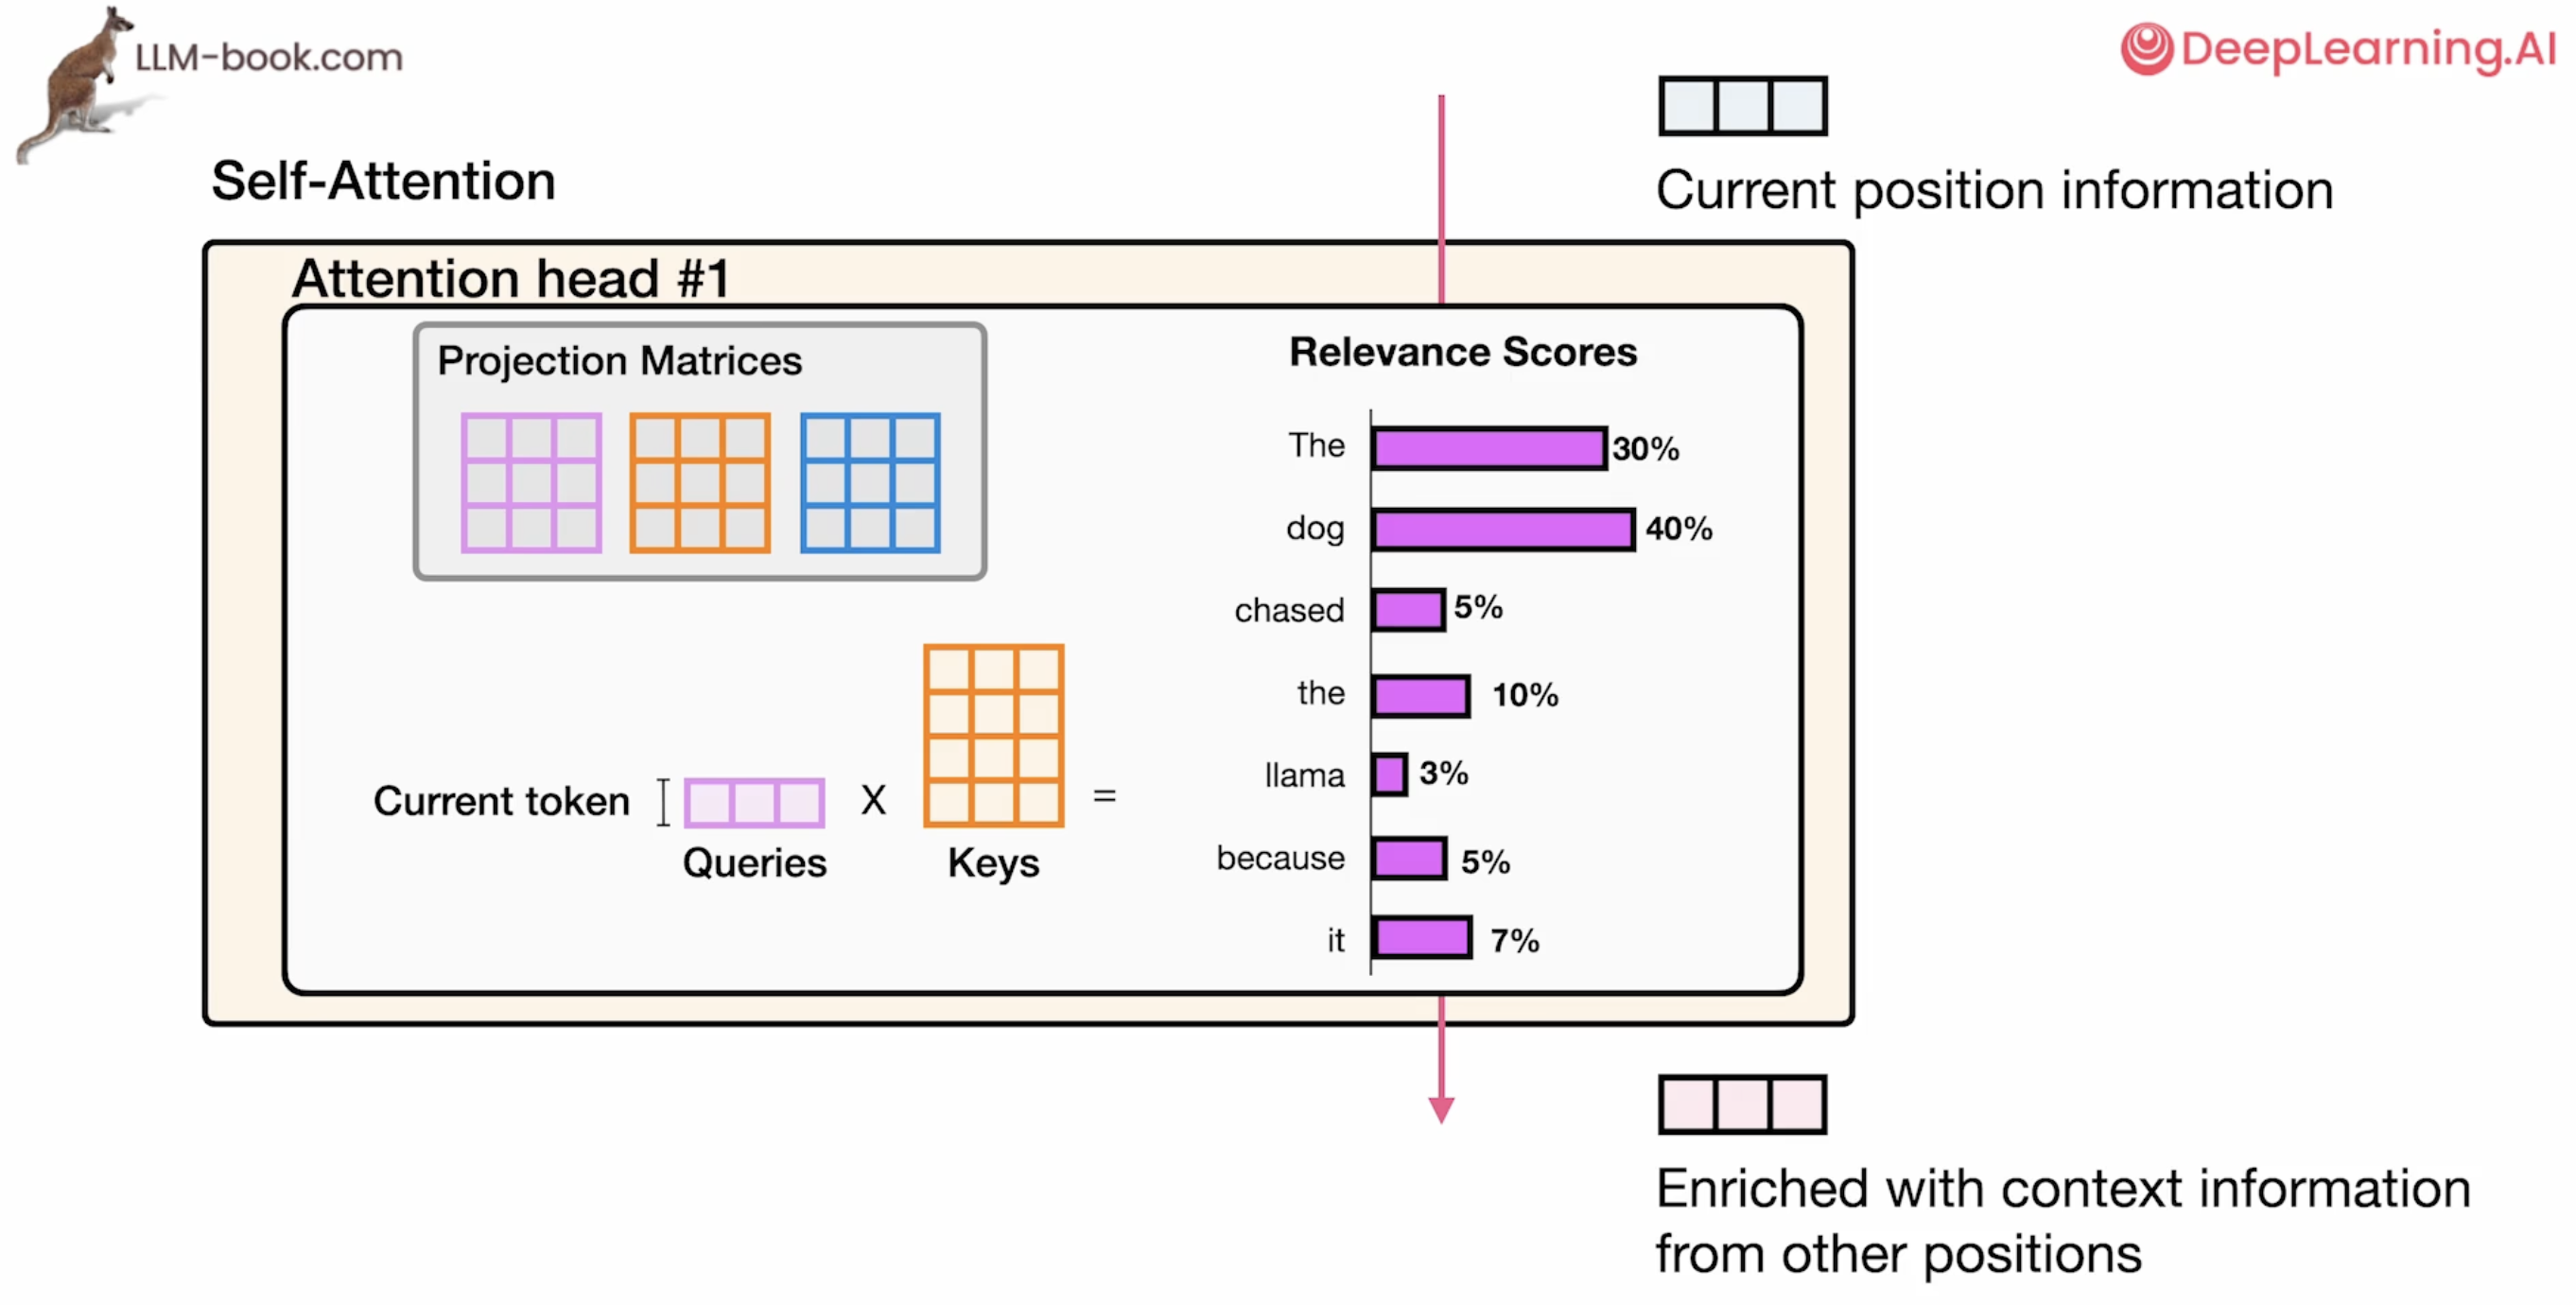 LLM-book.com
DeepLearning.AI
Current position information
Self-Attention
Attention head #1
Projection Matrices
Relevance Scores
The 30%
dog 40%
chased 5%
the 10%
llama 3%
because 5%
it 7%
Current token X =
Queries Keys
Enriched with context information
from other positions